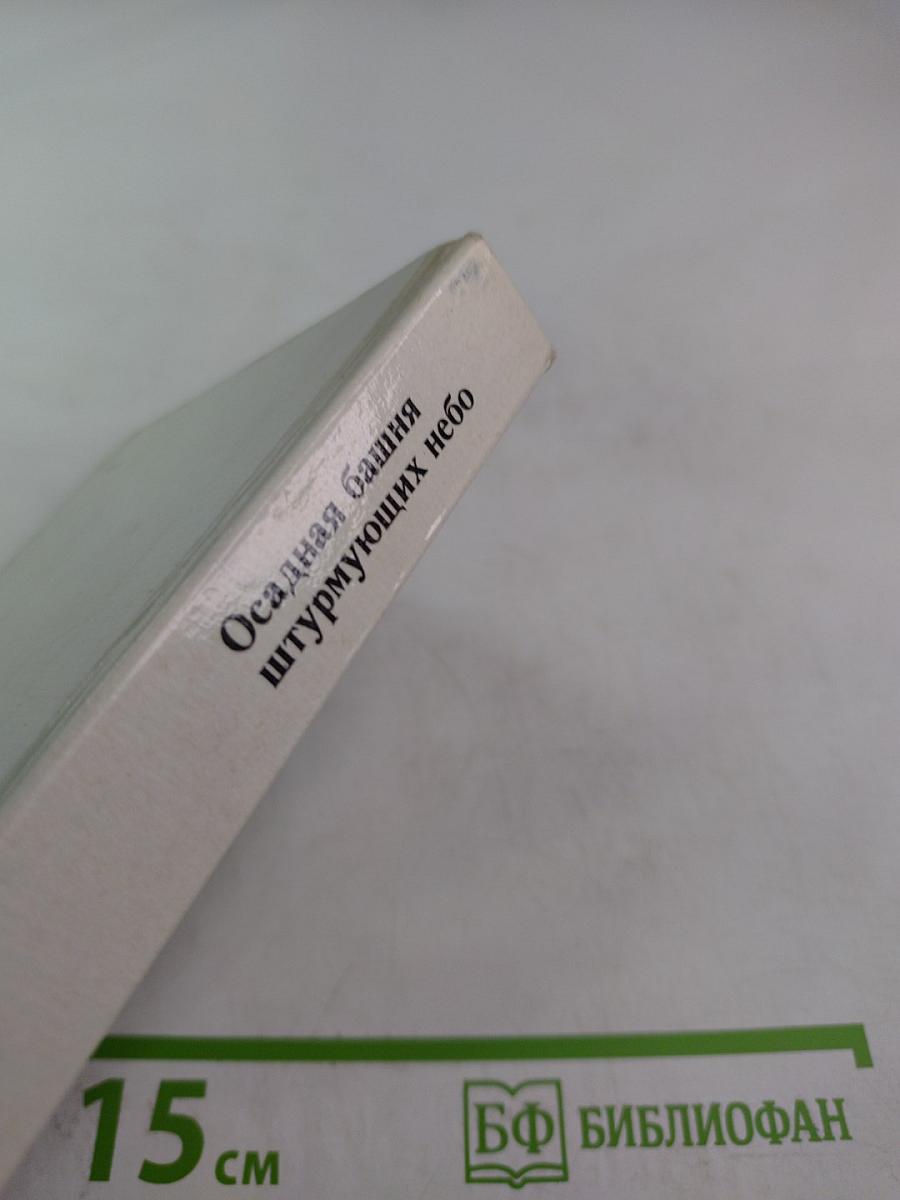 Осадная башня
штурмующих небо
15 см
БФ БИБЛИОФАН